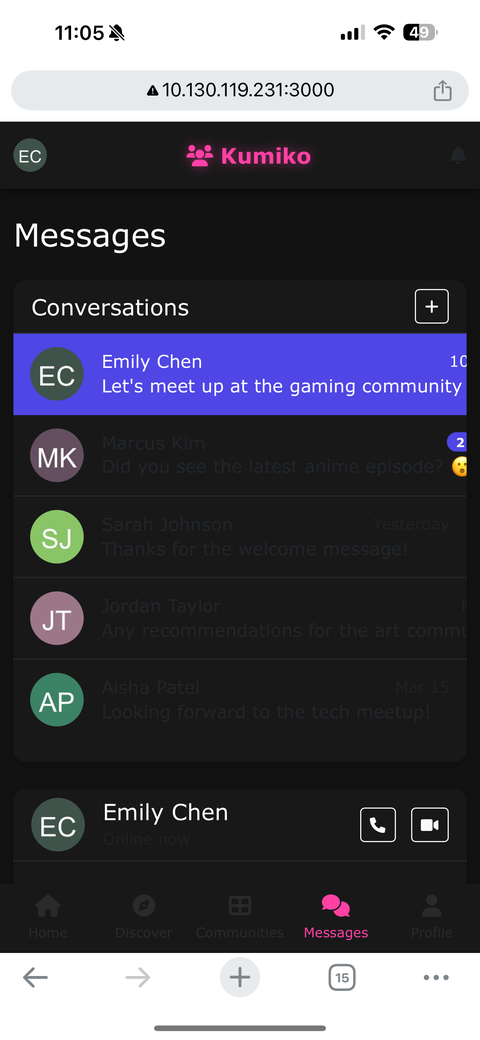 11:05
49
10.130.119.231:3000
EC
Kumiko
Messages
Conversations
EC
Emily Chen
10
Let's meet up at the gaming community
MK
Marcus Kim
2
Did you see the latest anime episode? 😮
SJ
Sarah Johnson
Yesterday
Thanks for the welcome message!
JT
Jordan Taylor
Any recommendations for the art commu
AP
Aisha Patel
Mar 15
Looking forward to the tech meetup!
EC
Emily Chen
Online now
Home
Discover
Communities
Messages
Profile
15